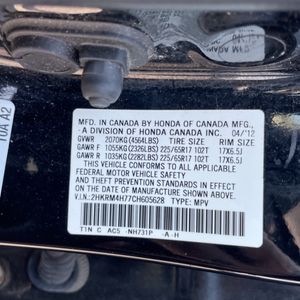 MFD. IN CANADA BY HONDA OF CANADA MFG.,
- A DIVISION OF HONDA CANADA INC. 04/'12
GVWR 2070KG (4564LBS) TIRE SIZE RIM SIZE
GAWR F 1055KG(2326LBS) 225/65R17 102T 17X6.5J
GAWR R 1035KG(2282LBS) 225/65R17 102T 17X6.5J
THIS VEHICLE CONFORMS TO ALL APPLICABLE
FEDERAL MOTOR VEHICLE SAFETY STANDARDS IN EFFECT
ON THE DATE OF MANUFACTURE SHOWN ABOVE.
V.I.N.: 2HKRM4H77CH605628 TYPE: MPV
T1N C AC5 NH731P -A-H
10A A2